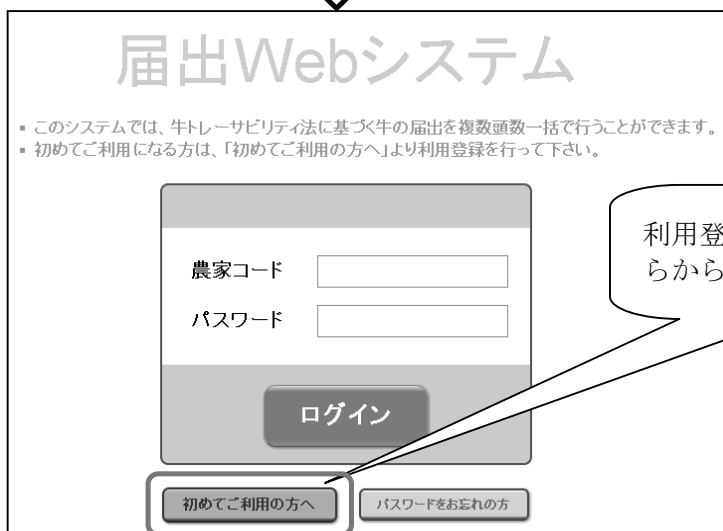 届出Webシステム
▪ このシステムでは、牛トレーサビリティ法に基づく牛の届出を複数頭数一括で行うことができます。
▪ 初めてご利用になる方は、「初めてご利用の方へ」より利用登録を行って下さい。
利用登
らから
農家コード
パスワード
ログイン
初めてご利用の方へ
パスワードをお忘れの方